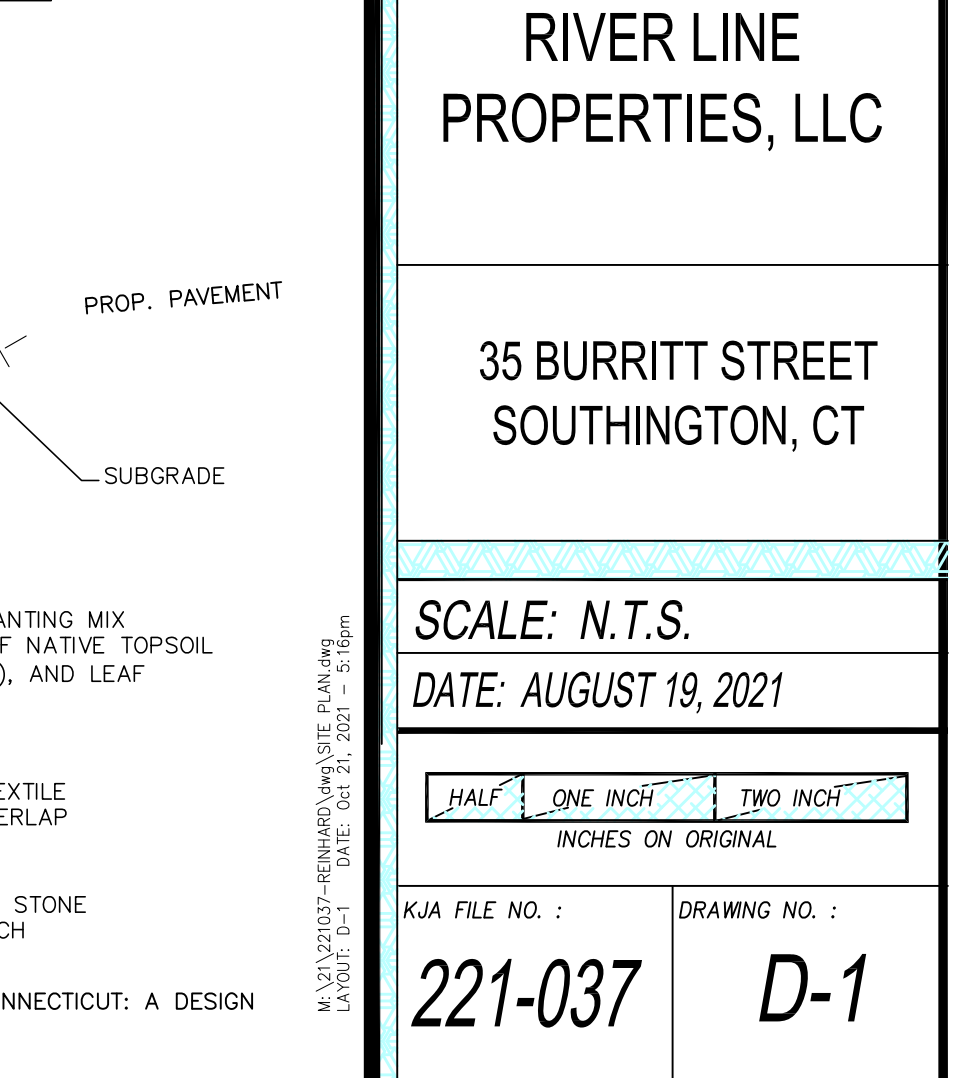 PROP. PAVEMENT
SUBGRADE
ANTING MIX
F NATIVE TOPSOIL
), AND LEAF
EXTILE
ERLAP
STONE
CH
NNECTICUT: A DESIGN
M:\21\221037-REINHARD\dwg\SITE PLAN.dwg
LAYOUT: D-1 DATE: Oct 21, 2021 - 5:16pm
RIVER LINE
PROPERTIES, LLC
35 BURRITT STREET
SOUTHINGTON, CT
SCALE: N.T.S.
DATE: AUGUST 19, 2021
HALF ONE INCH TWO INCH
INCHES ON ORIGINAL
KJA FILE NO. :
221-037
DRAWING NO. :
D-1